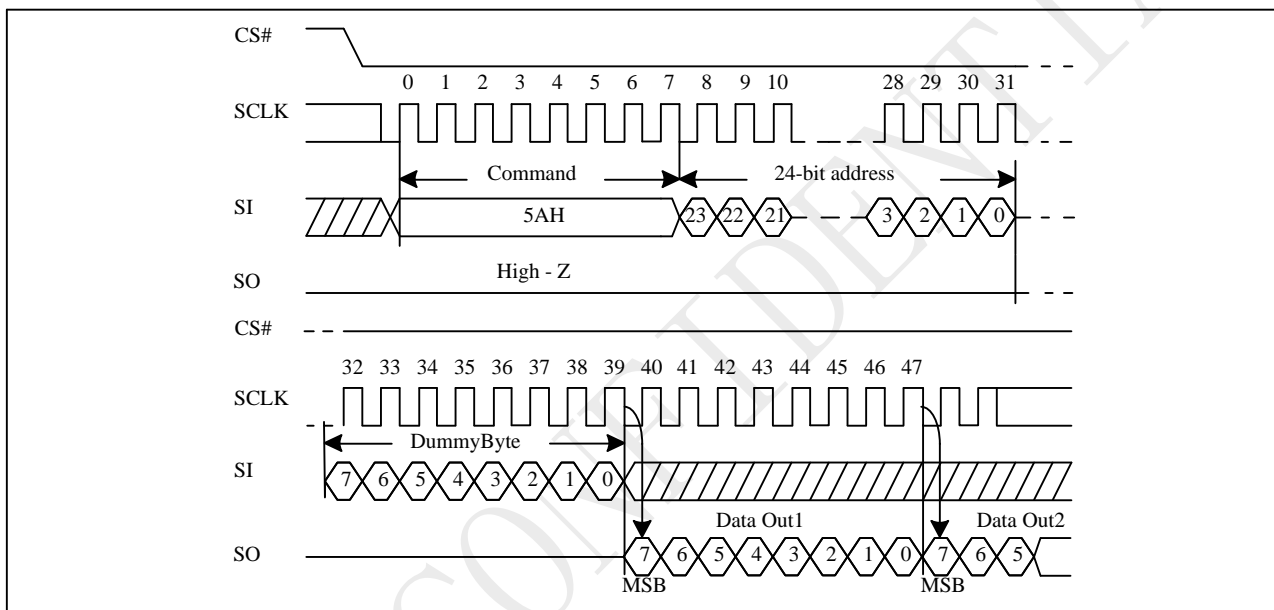 CS#
0 1 2 3 4 5 6 7 8 9 10 28 29 30 31
SCLK
Command 24-bit address
SI 5AH 23 22 21 3 2 1 0
High - Z
SO
CS#
32 33 34 35 36 37 38 39 40 41 42 43 44 45 46 47
SCLK
DummyByte
SI 7 6 5 4 3 2 1 0
Data Out1 Data Out2
SO 7 6 5 4 3 2 1 0 7 6 5
MSB MSB
CONFIDENTIA